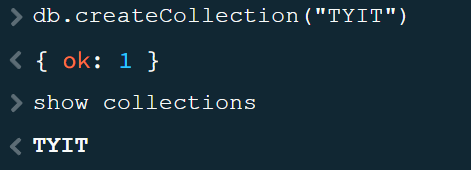 > db.createCollection("TYIT")
< { ok: 1 }
> show collections
< TYIT